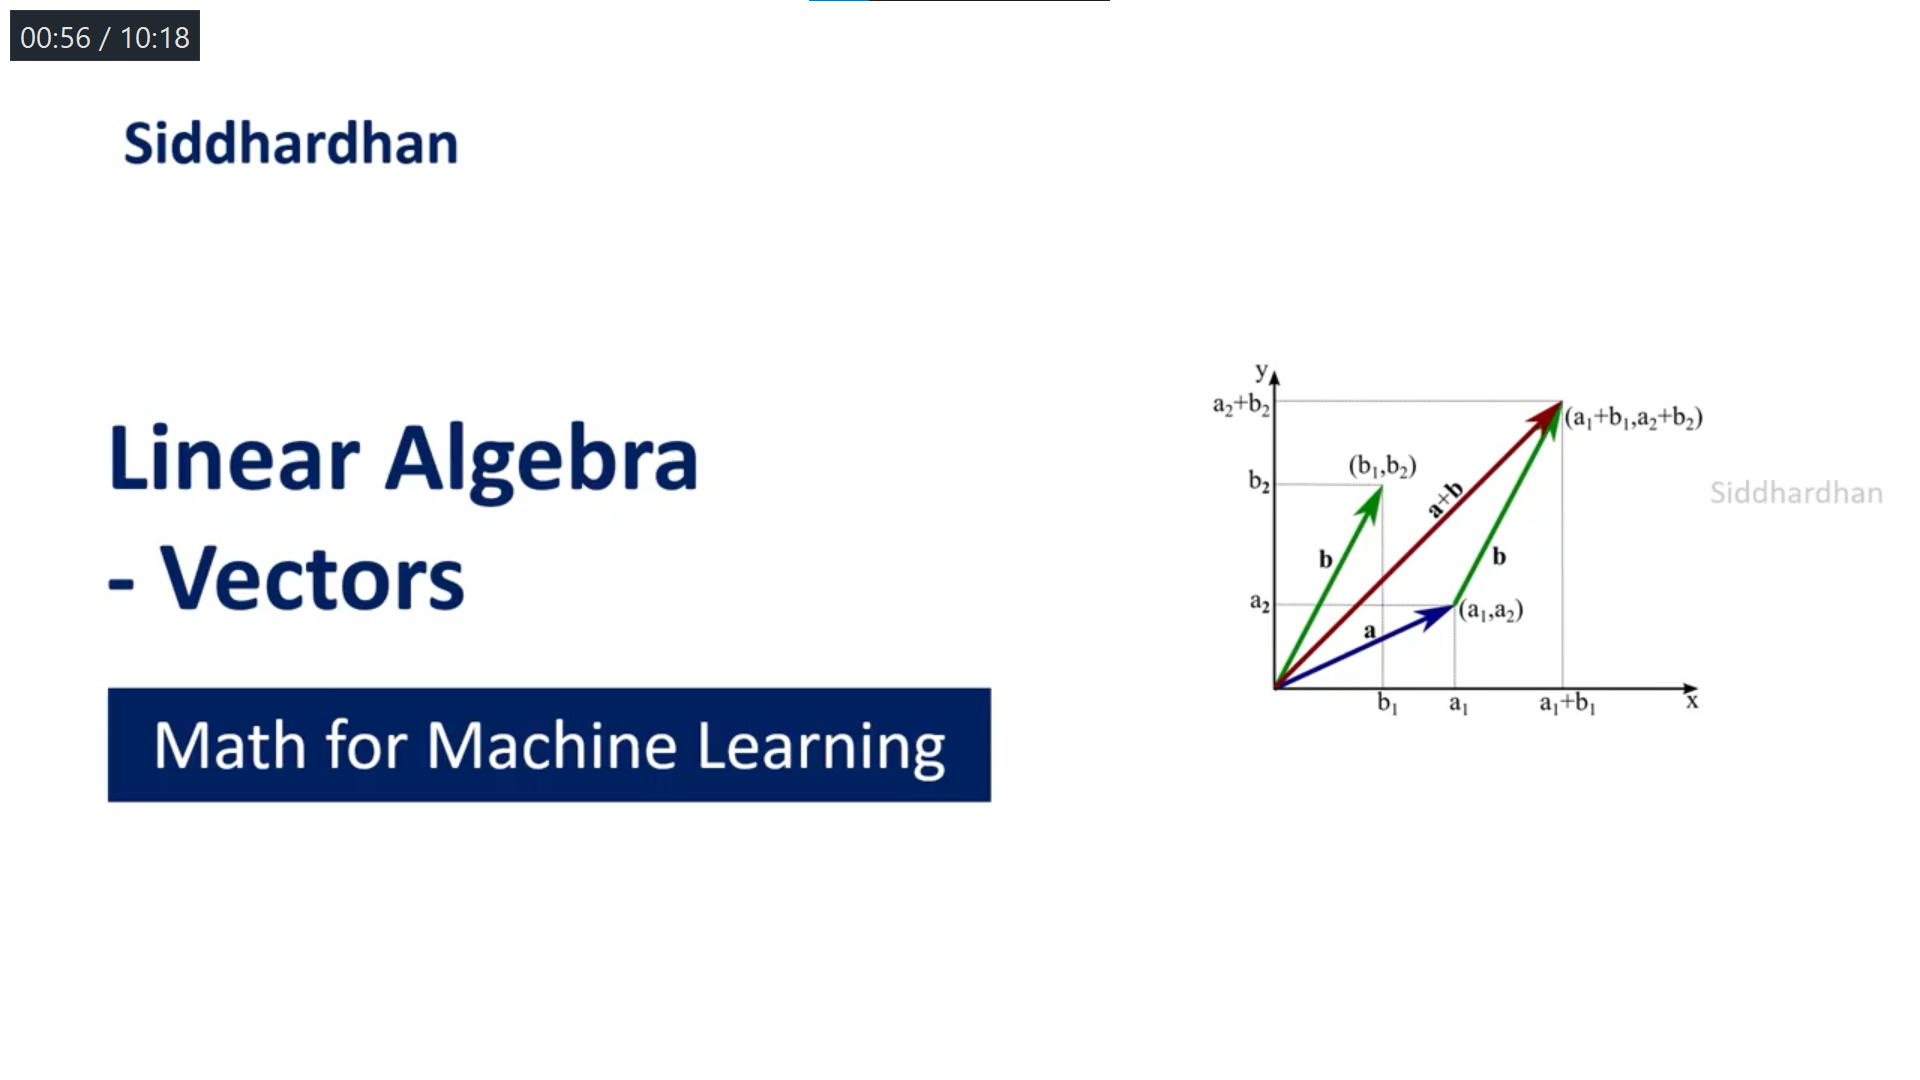 00:56 / 10:18
Siddhardhan
Linear Algebra
- Vectors
Math for Machine Learning
y
a₂+b₂
(a₁+b₁,a₂+b₂)
(b₁,b₂)
b₂
a+b
Siddhardhan
b
b
a₂
(a₁,a₂)
a
b₁
a₁
a₁+b₁
x